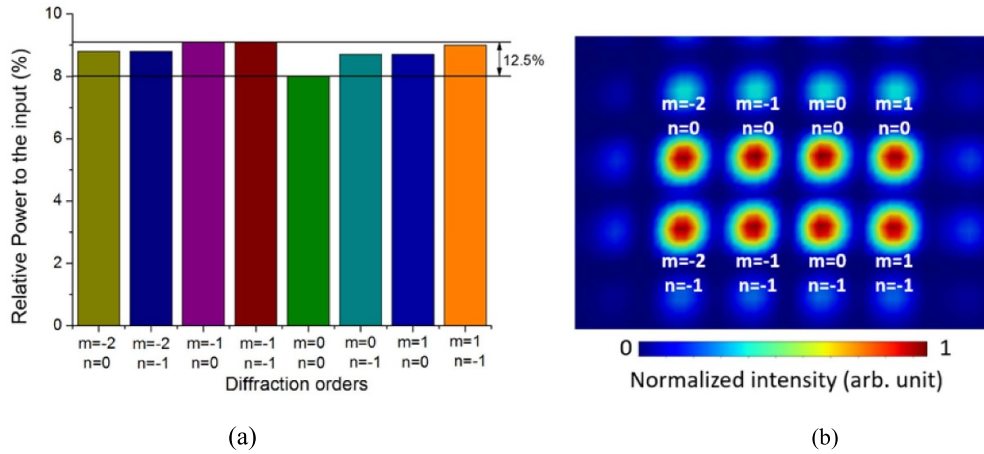 Relative Power to the input (%)
10
8
6
4
2
0
12.5%
m=-2 m=-2 m=-1 m=-1 m=0 m=0 m=1 m=1
n=0 n=-1 n=0 n=-1 n=0 n=-1 n=0 n=-1
Diffraction orders
(a)
m=-2 m=-1 m=0 m=1
n=0 n=0 n=0 n=0
m=-2 m=-1 m=0 m=1
n=-1 n=-1 n=-1 n=-1
0 1
Normalized intensity (arb. unit)
(b)